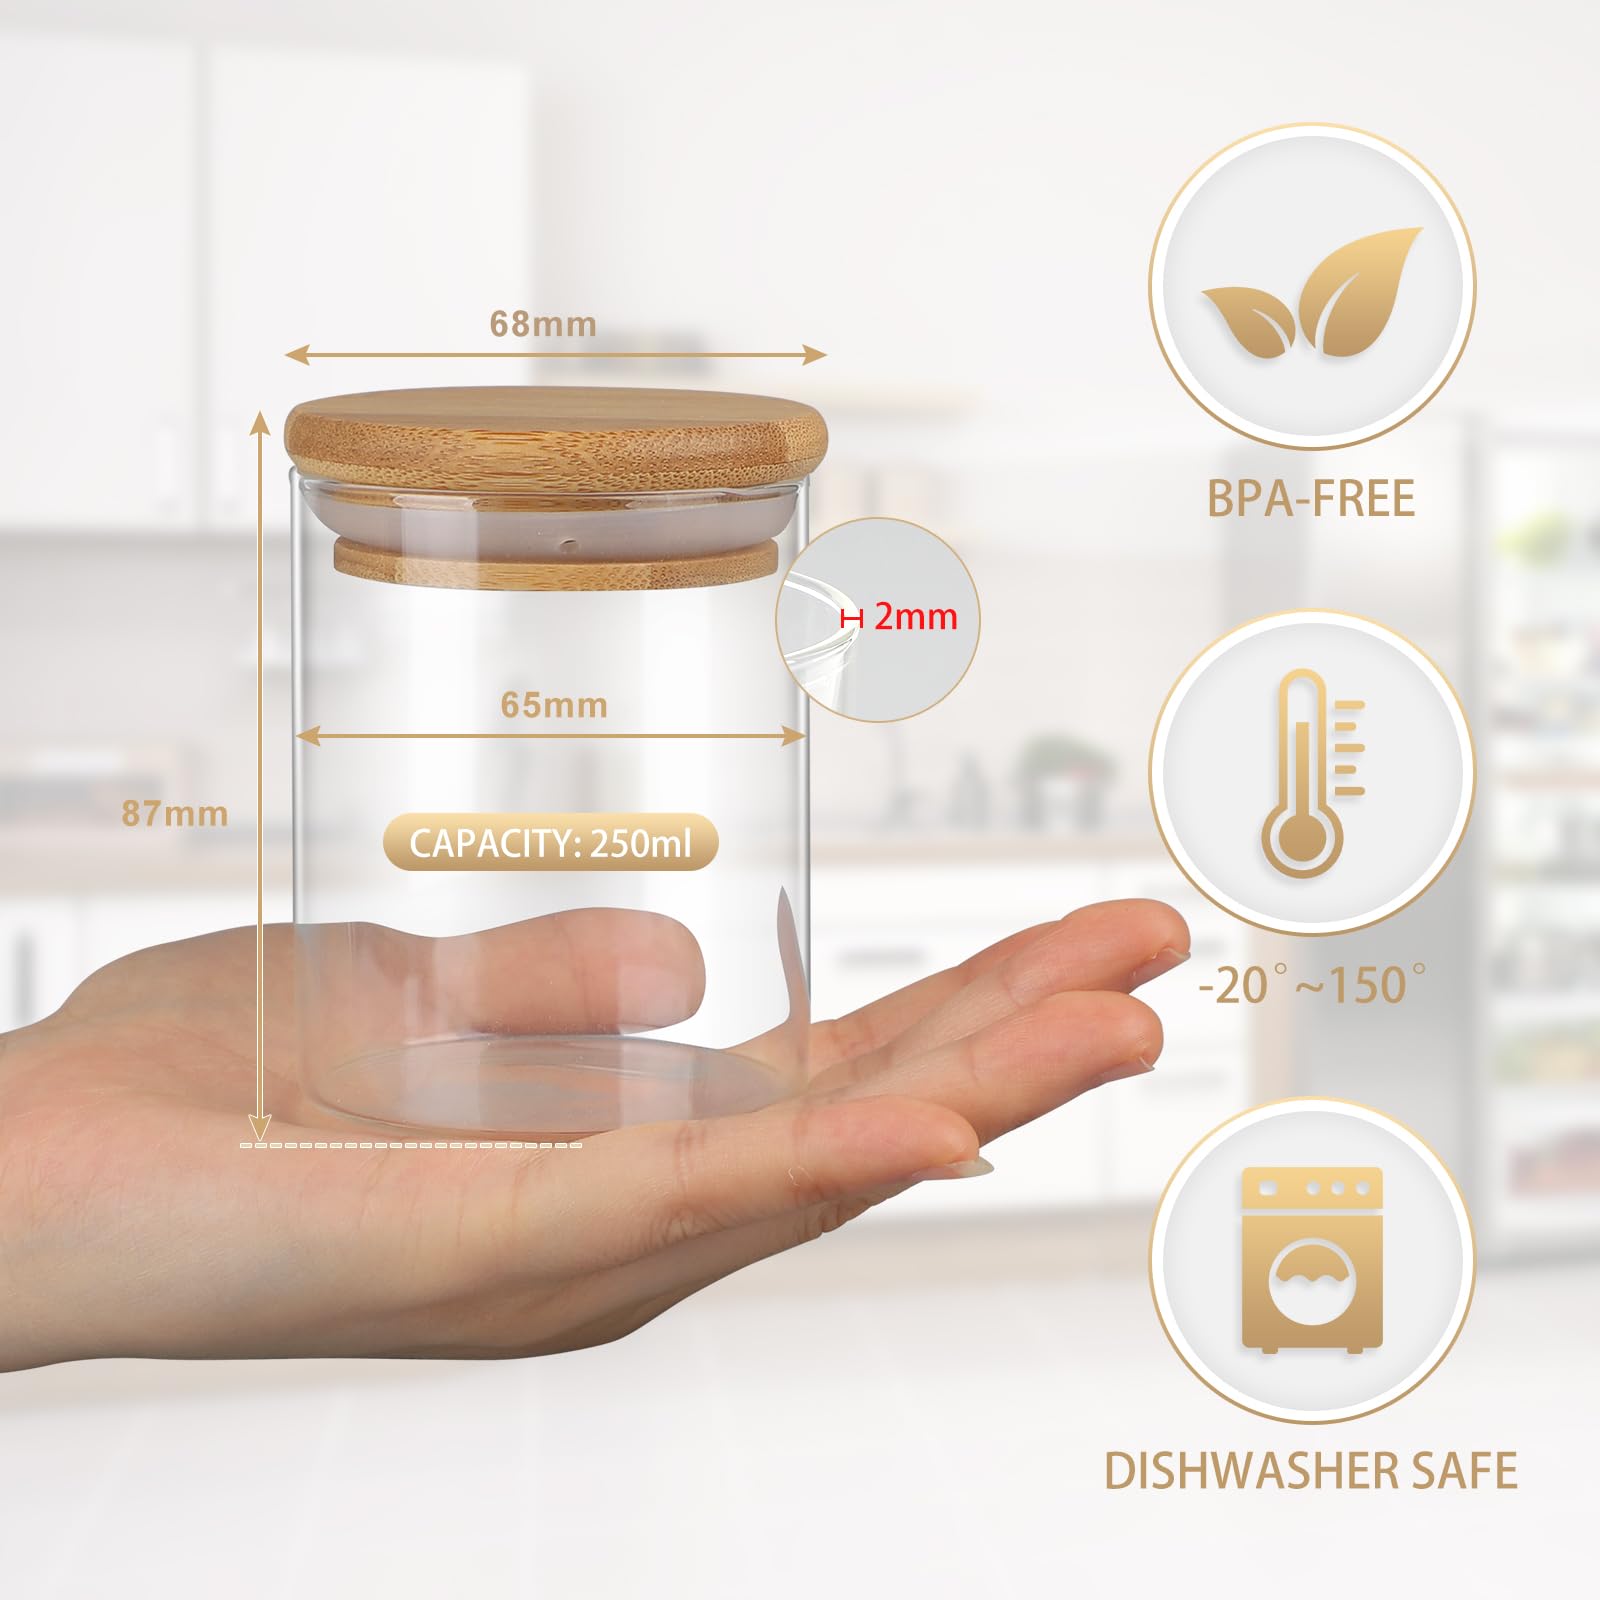 68mm
BPA-FREE
2mm
65mm
87mm
CAPACITY: 250ml
-20°~150°
DISHWASHER SAFE